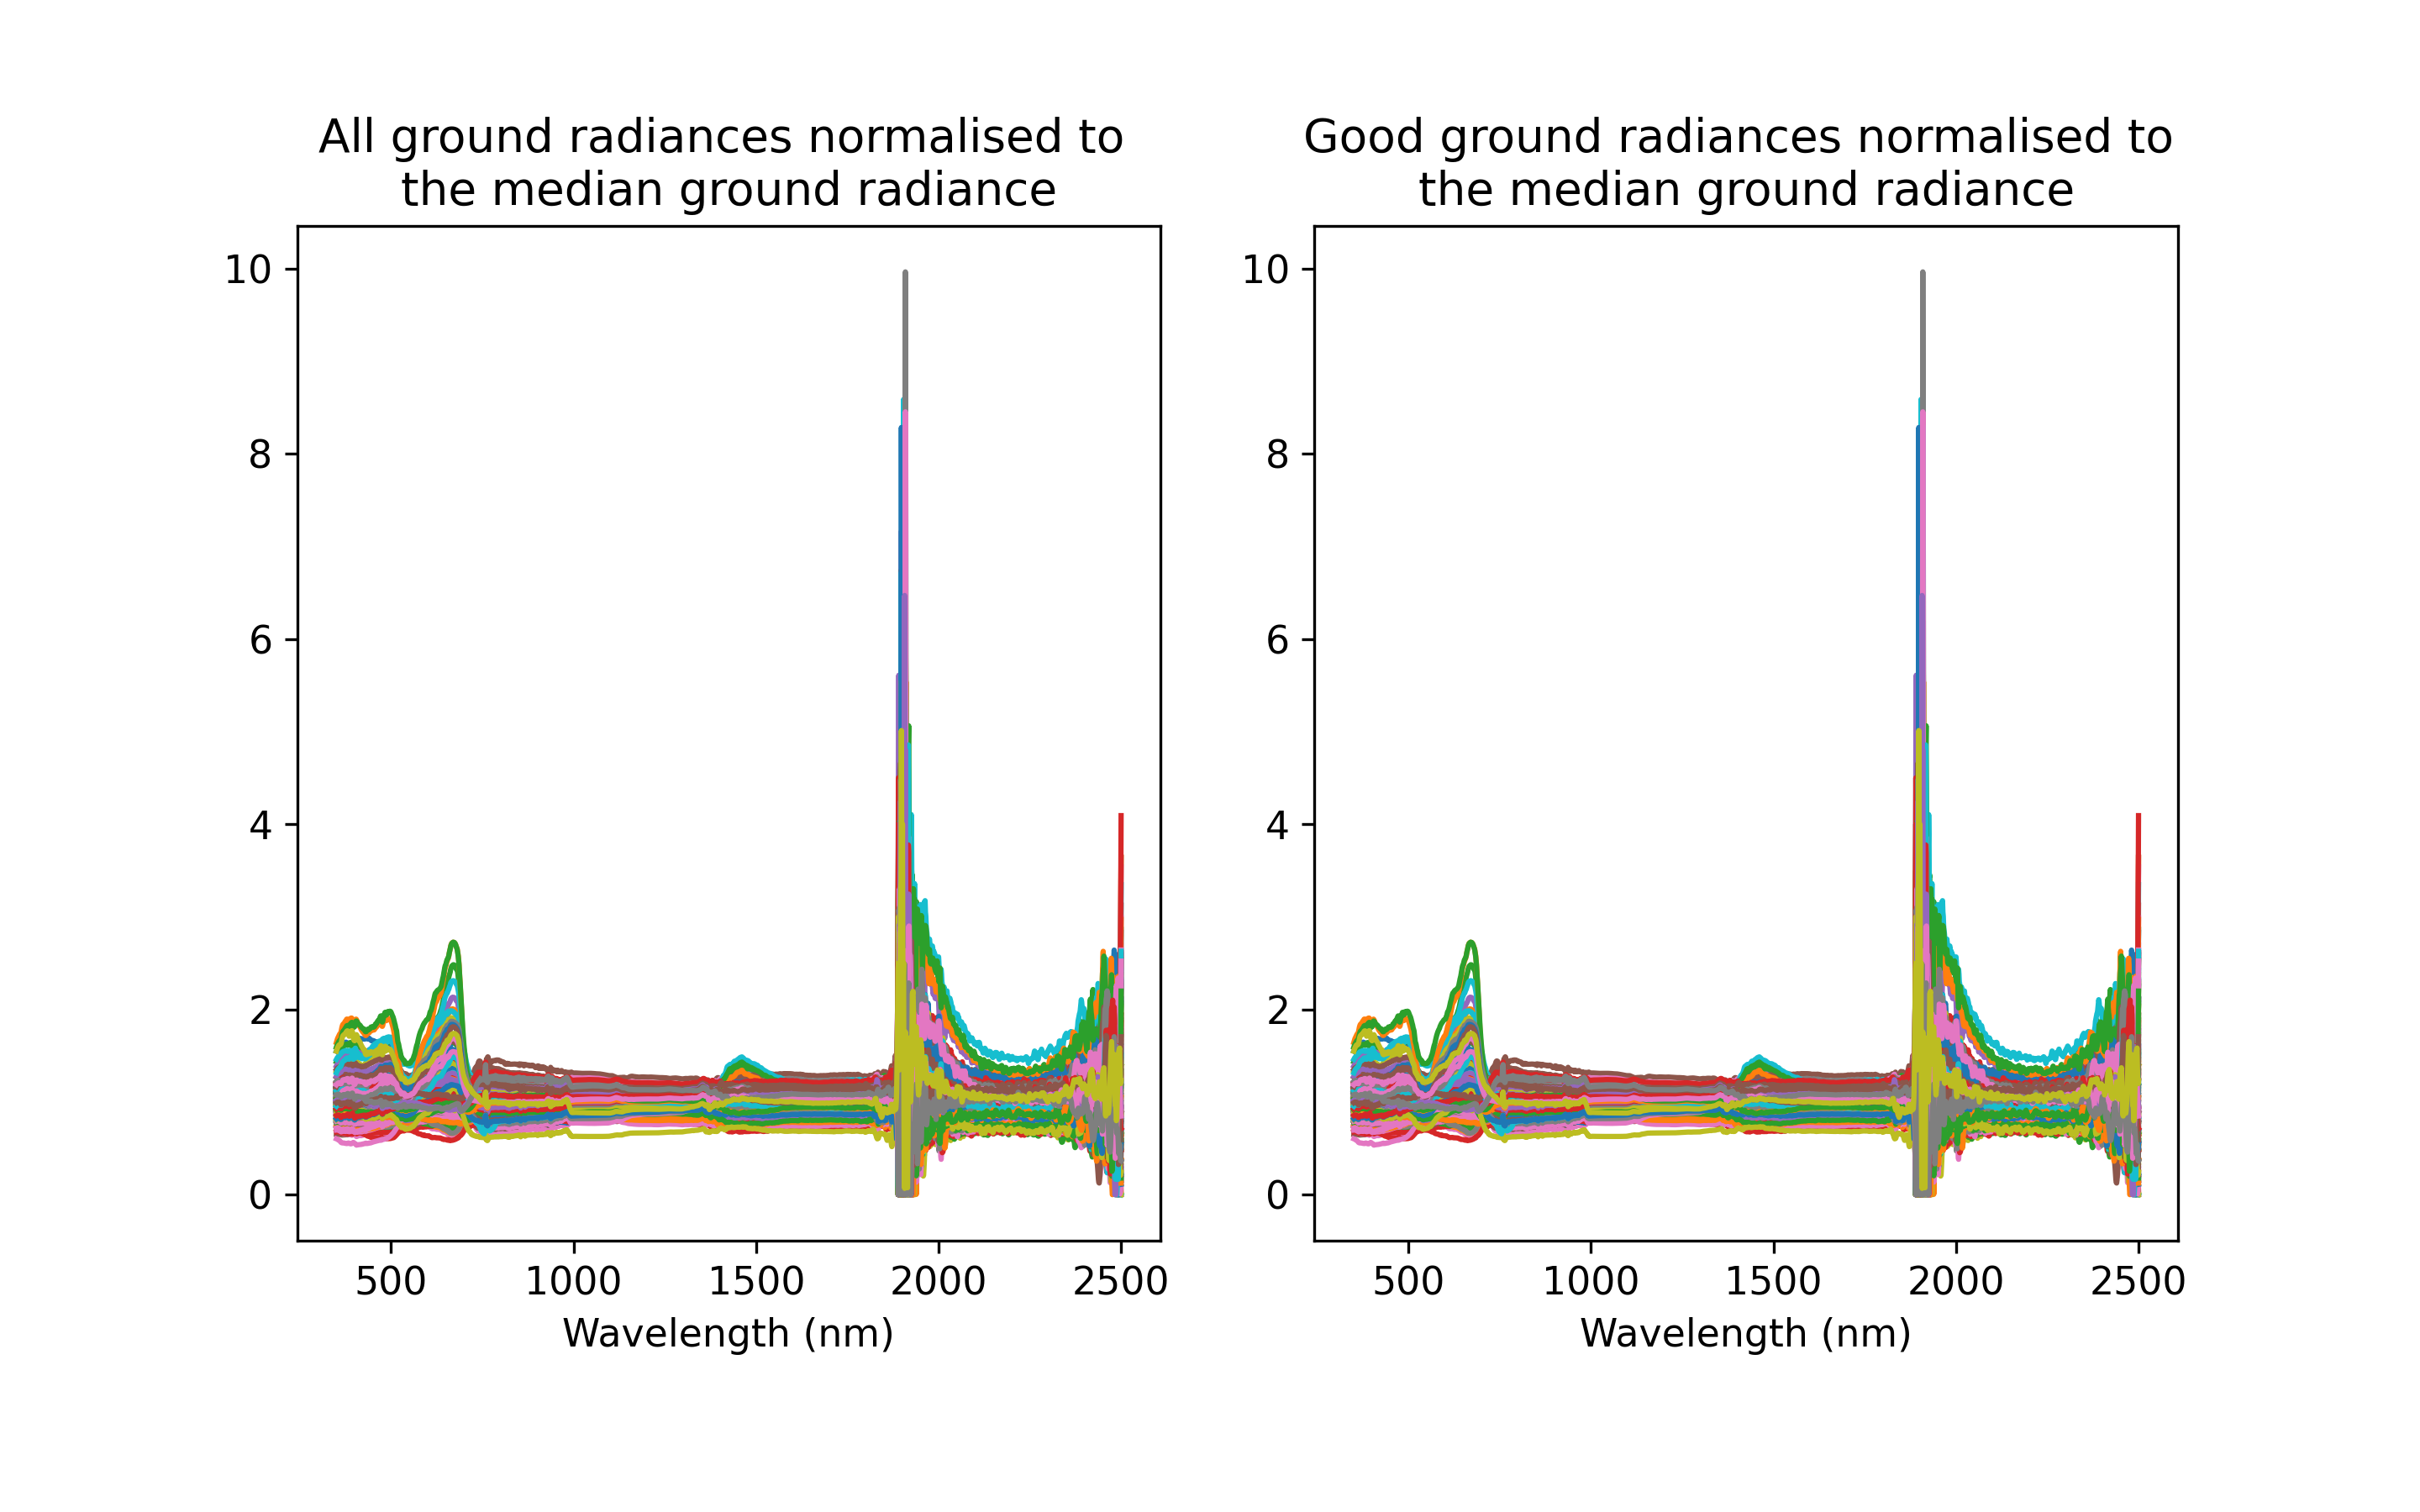 All ground radiances normalised to
the median ground radiance
10
8
6
4
2
0
500 1000 1500 2000 2500
Wavelength (nm)
Good ground radiances normalised to
the median ground radiance
10
8
6
4
2
0
500 1000 1500 2000 2500
Wavelength (nm)